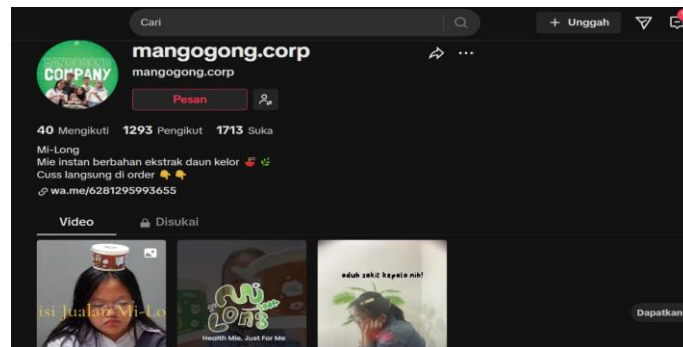 Cari
+ Unggah
MANGOGONG
COMPANY
mangogong.corp
mangogong.corp
Pesan
40 Mengikuti 1293 Pengikut 1713 Suka
Mi-Long
Mie instan berbahan ekstrak daun kelor
Cuss langsung di order
wa.me/6281295993655
Video Disukai
isi Jualan Mi-Lo
Mi
LONG
Health Mie, Just For Me
aduh sakit kepala nih!
Dapatkan